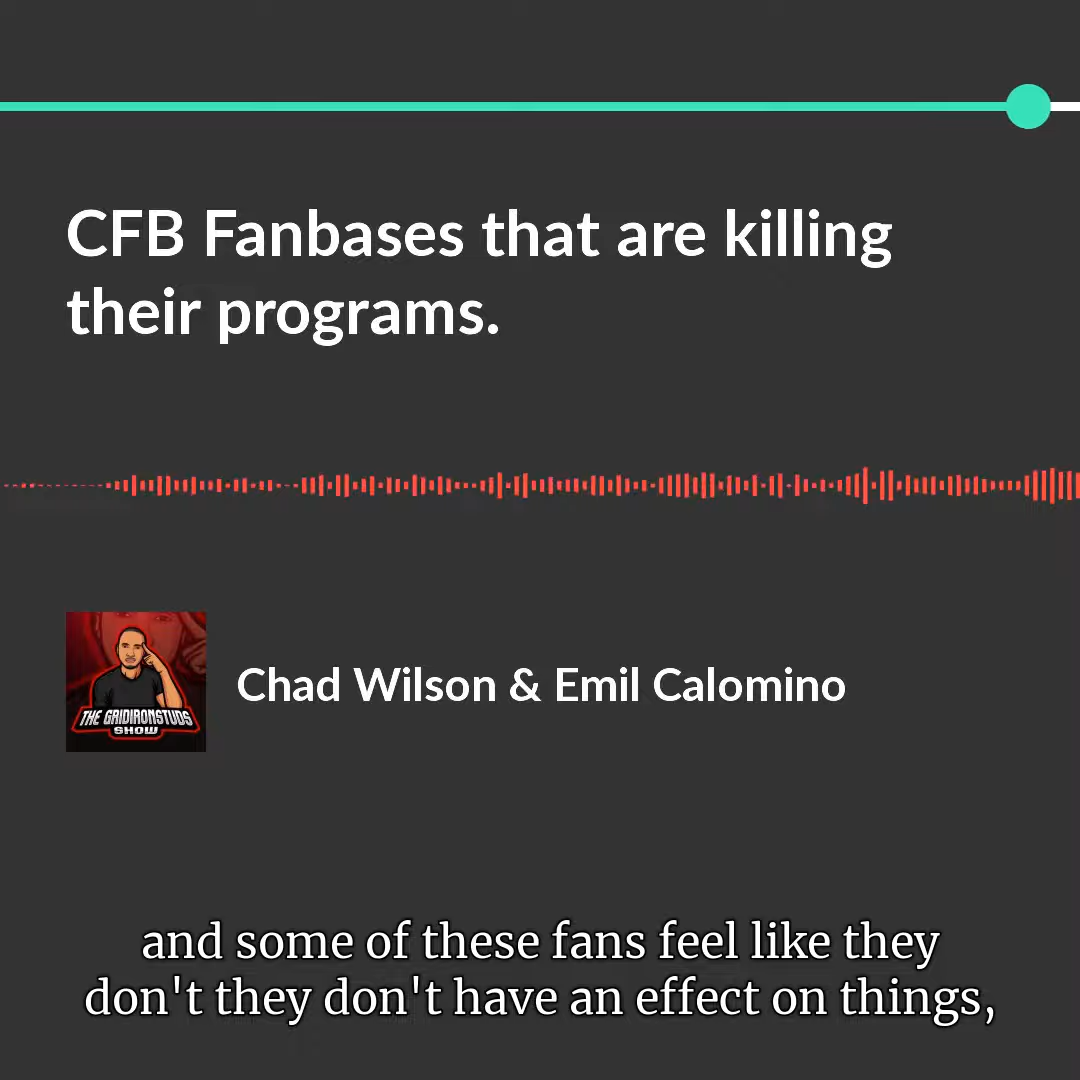 CFB Fanbases that are killing
their programs.
THE GRIDIRONSTUDS
SHOW
Chad Wilson & Emil Calomino
and some of these fans feel like they
don't they don't have an effect on things,